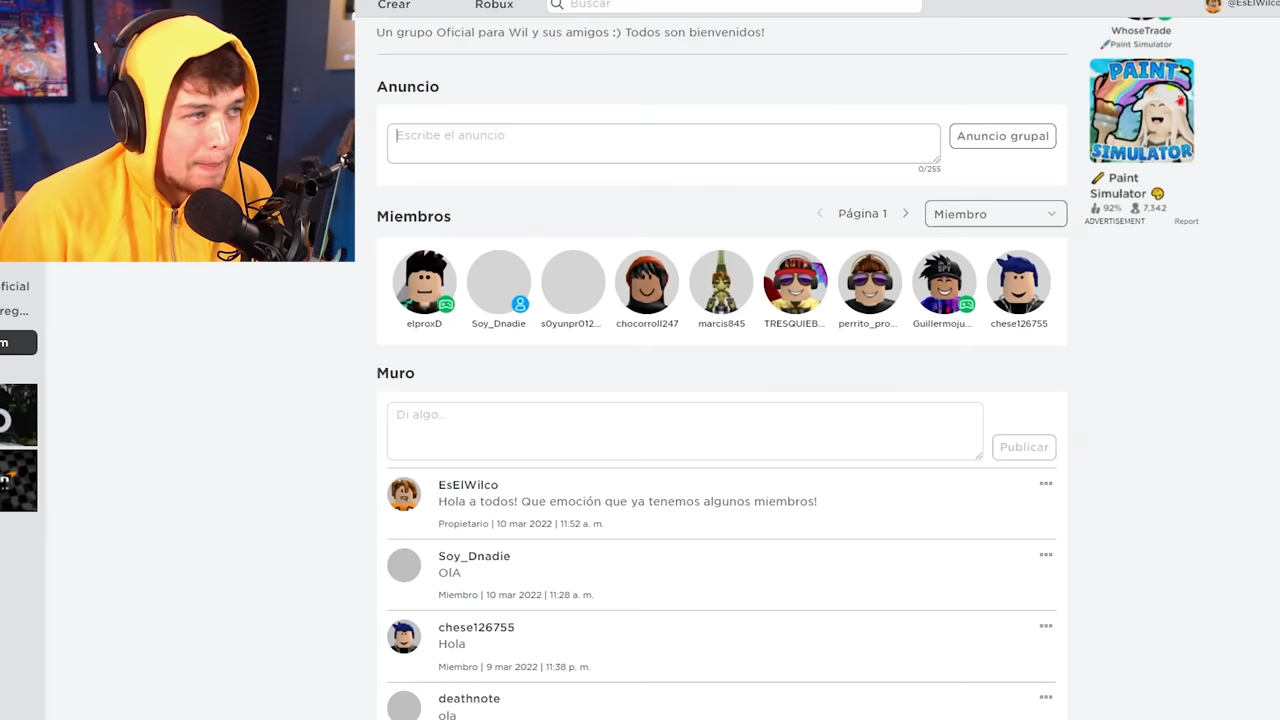 Crear
Robux
Buscar
@EsElWilco
Un grupo Oficial para Wil y sus amigos :) Todos son bienvenidos!
WhoseTrade
Paint Simulator
PAINT
SIMULATOR
Paint
Simulator
92%
7,342
ADVERTISEMENT
Report
Anuncio
Escribe el anuncio
Anuncio grupal
0/255
Miembros
Página 1
Miembro
elproxD
Soy_Dnadie
s0yunpr012...
chocorroll247
marcis845
TRESQUIEB...
perrito_pro...
Guillermoju...
chese126755
SPY
Muro
Di algo...
Publicar
EsElWilco
Hola a todos! Que emoción que ya tenemos algunos miembros!
Propietario | 10 mar 2022 | 11:52 a. m.
Soy_Dnadie
OlA
Miembro | 10 mar 2022 | 11:28 a. m.
chese126755
Hola
Miembro | 9 mar 2022 | 11:38 p. m.
deathnote
ola